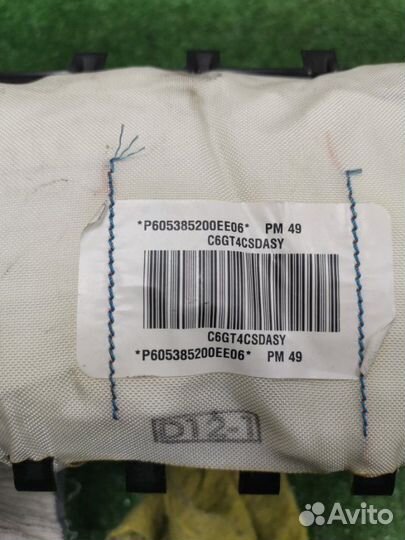 *P605385200EE06* PM 49
C6GT4CSDASY
C6GT4CSDASY
*P605385200EE06* PM 49
D12-1
Avito